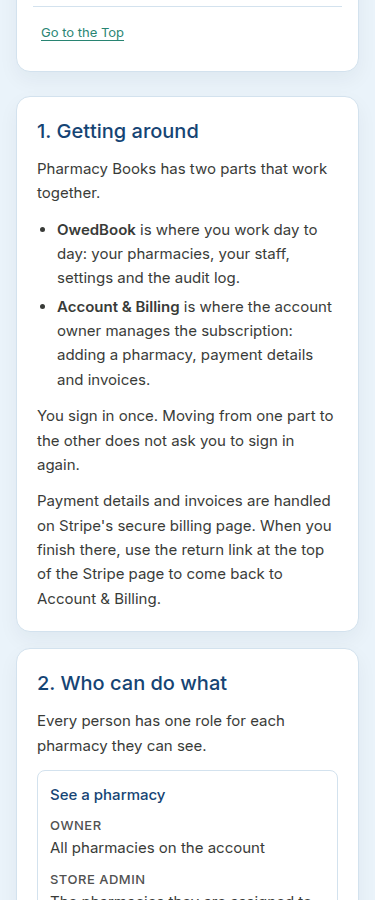 Go to the Top
1. Getting around
Pharmacy Books has two parts that work
together.
• OwedBook is where you work day to
day: your pharmacies, your staff,
settings and the audit log.
• Account & Billing is where the account
owner manages the subscription:
adding a pharmacy, payment details
and invoices.
You sign in once. Moving from one part to
the other does not ask you to sign in
again.
Payment details and invoices are handled
on Stripe's secure billing page. When you
finish there, use the return link at the top
of the Stripe page to come back to
Account & Billing.
2. Who can do what
Every person has one role for each
pharmacy they can see.
See a pharmacy
OWNER
All pharmacies on the account
STORE ADMIN
The pharmacies they are assigned to